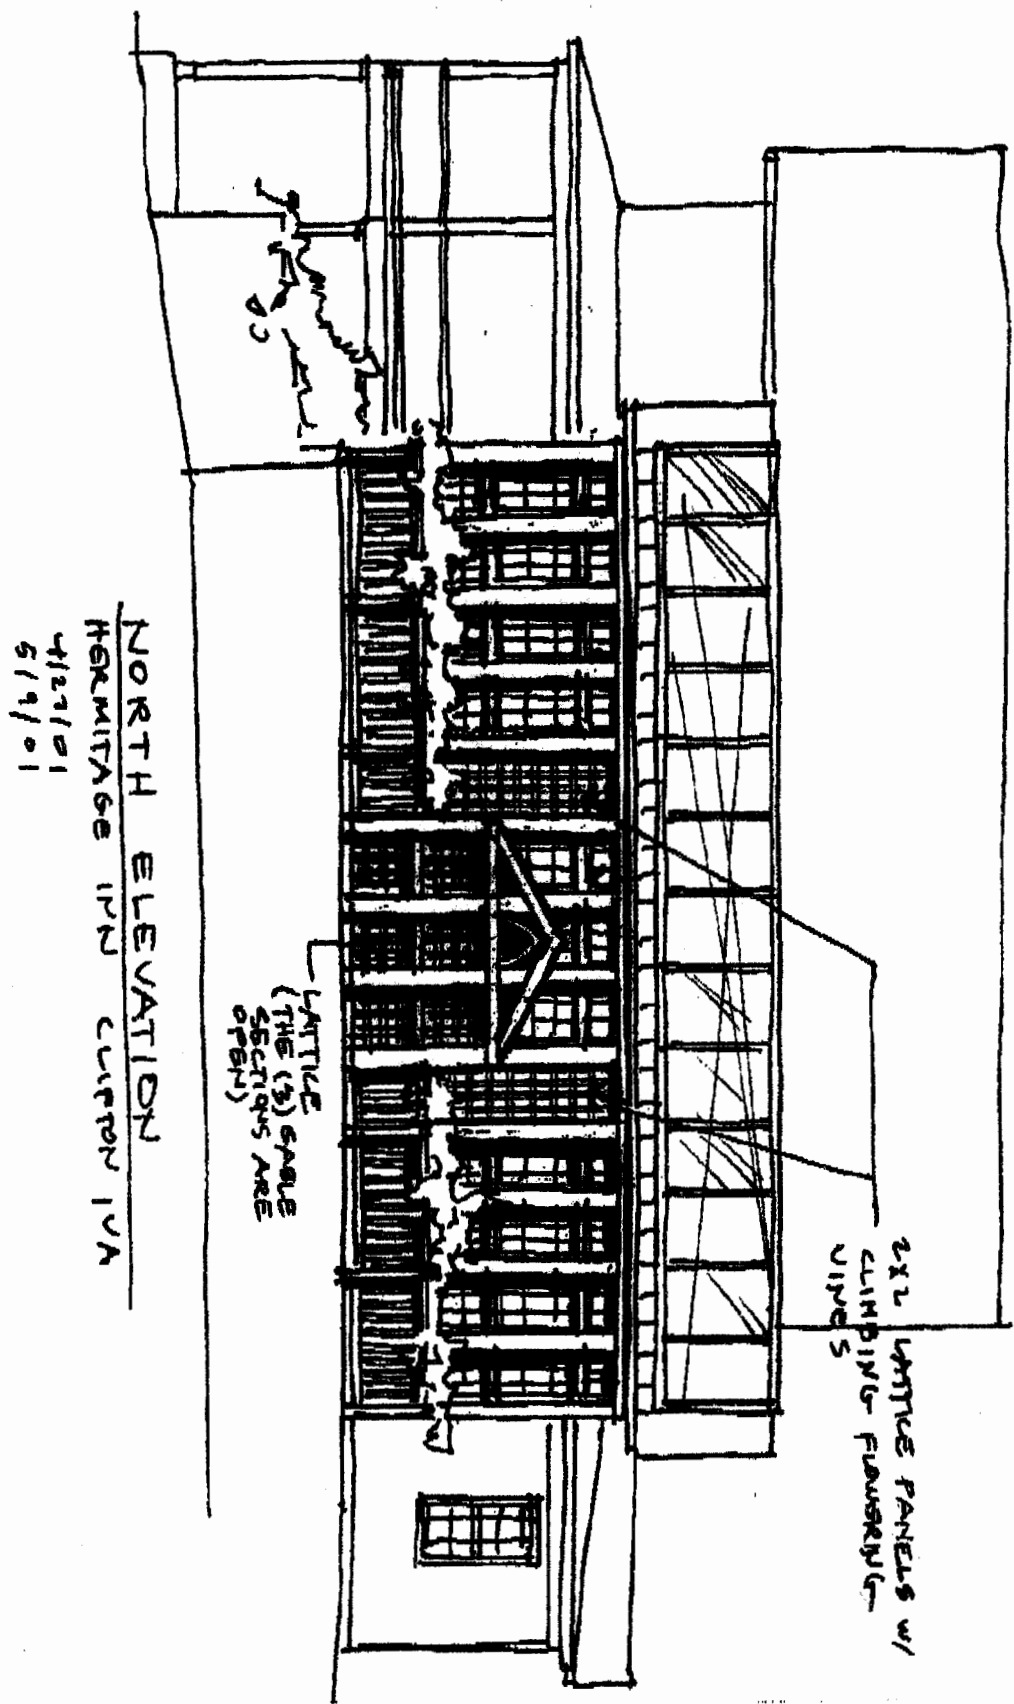 2X2 LATTICE PANELS W/
CLIMBING FLOWERING
VINES
LATTICE
(THE (3) GABLE
SECTIONS ARE
OPEN)
NORTH ELEVATION
HERMITAGE INN CLIFTON, VA
4/27/01
5/9/01